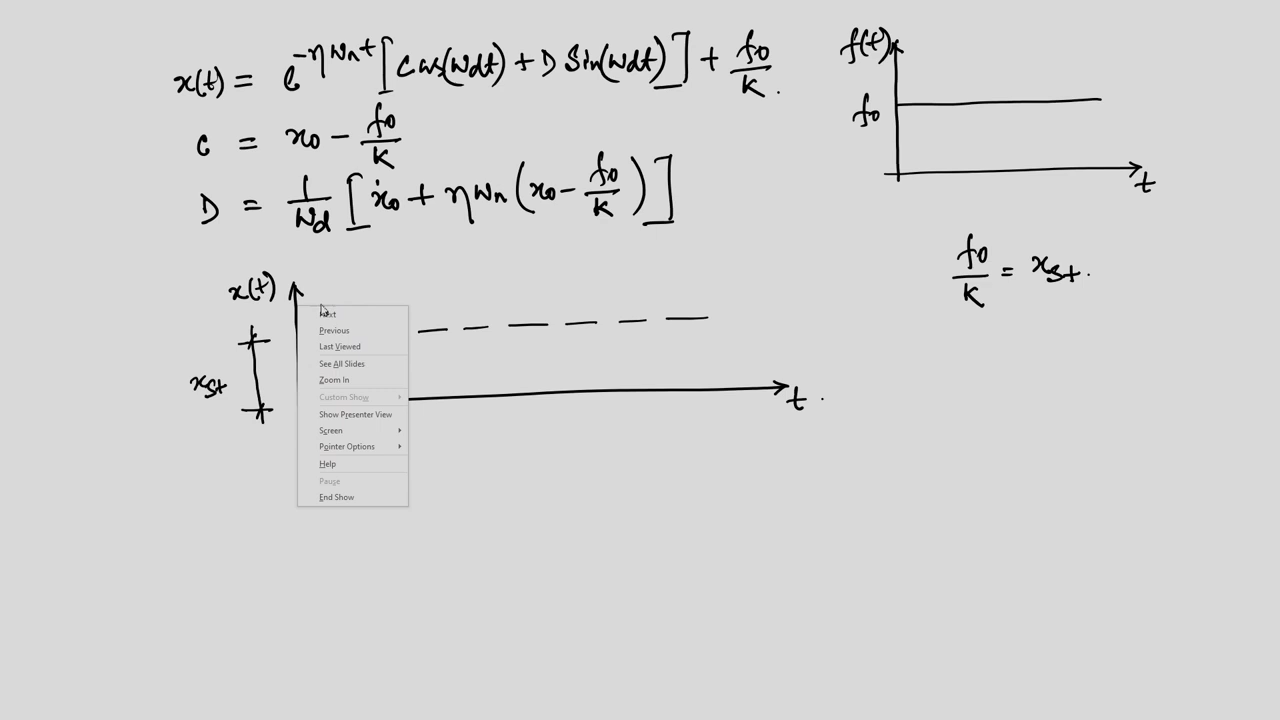 x(t) = e^{-ηωnt} [C cos(ωdt) + D Sin(ωdt)] + f0/K.
C = x0 - f0/K
D = 1/ωd [ẋ0 + ηωn(x0 - f0/K)]
f(t)
f0
t
f0/K = xst.
x(t)
xst
t.
Next
Previous
Last Viewed
See All Slides
Zoom In
Custom Show
Show Presenter View
Screen
Pointer Options
Help
Pause
End Show